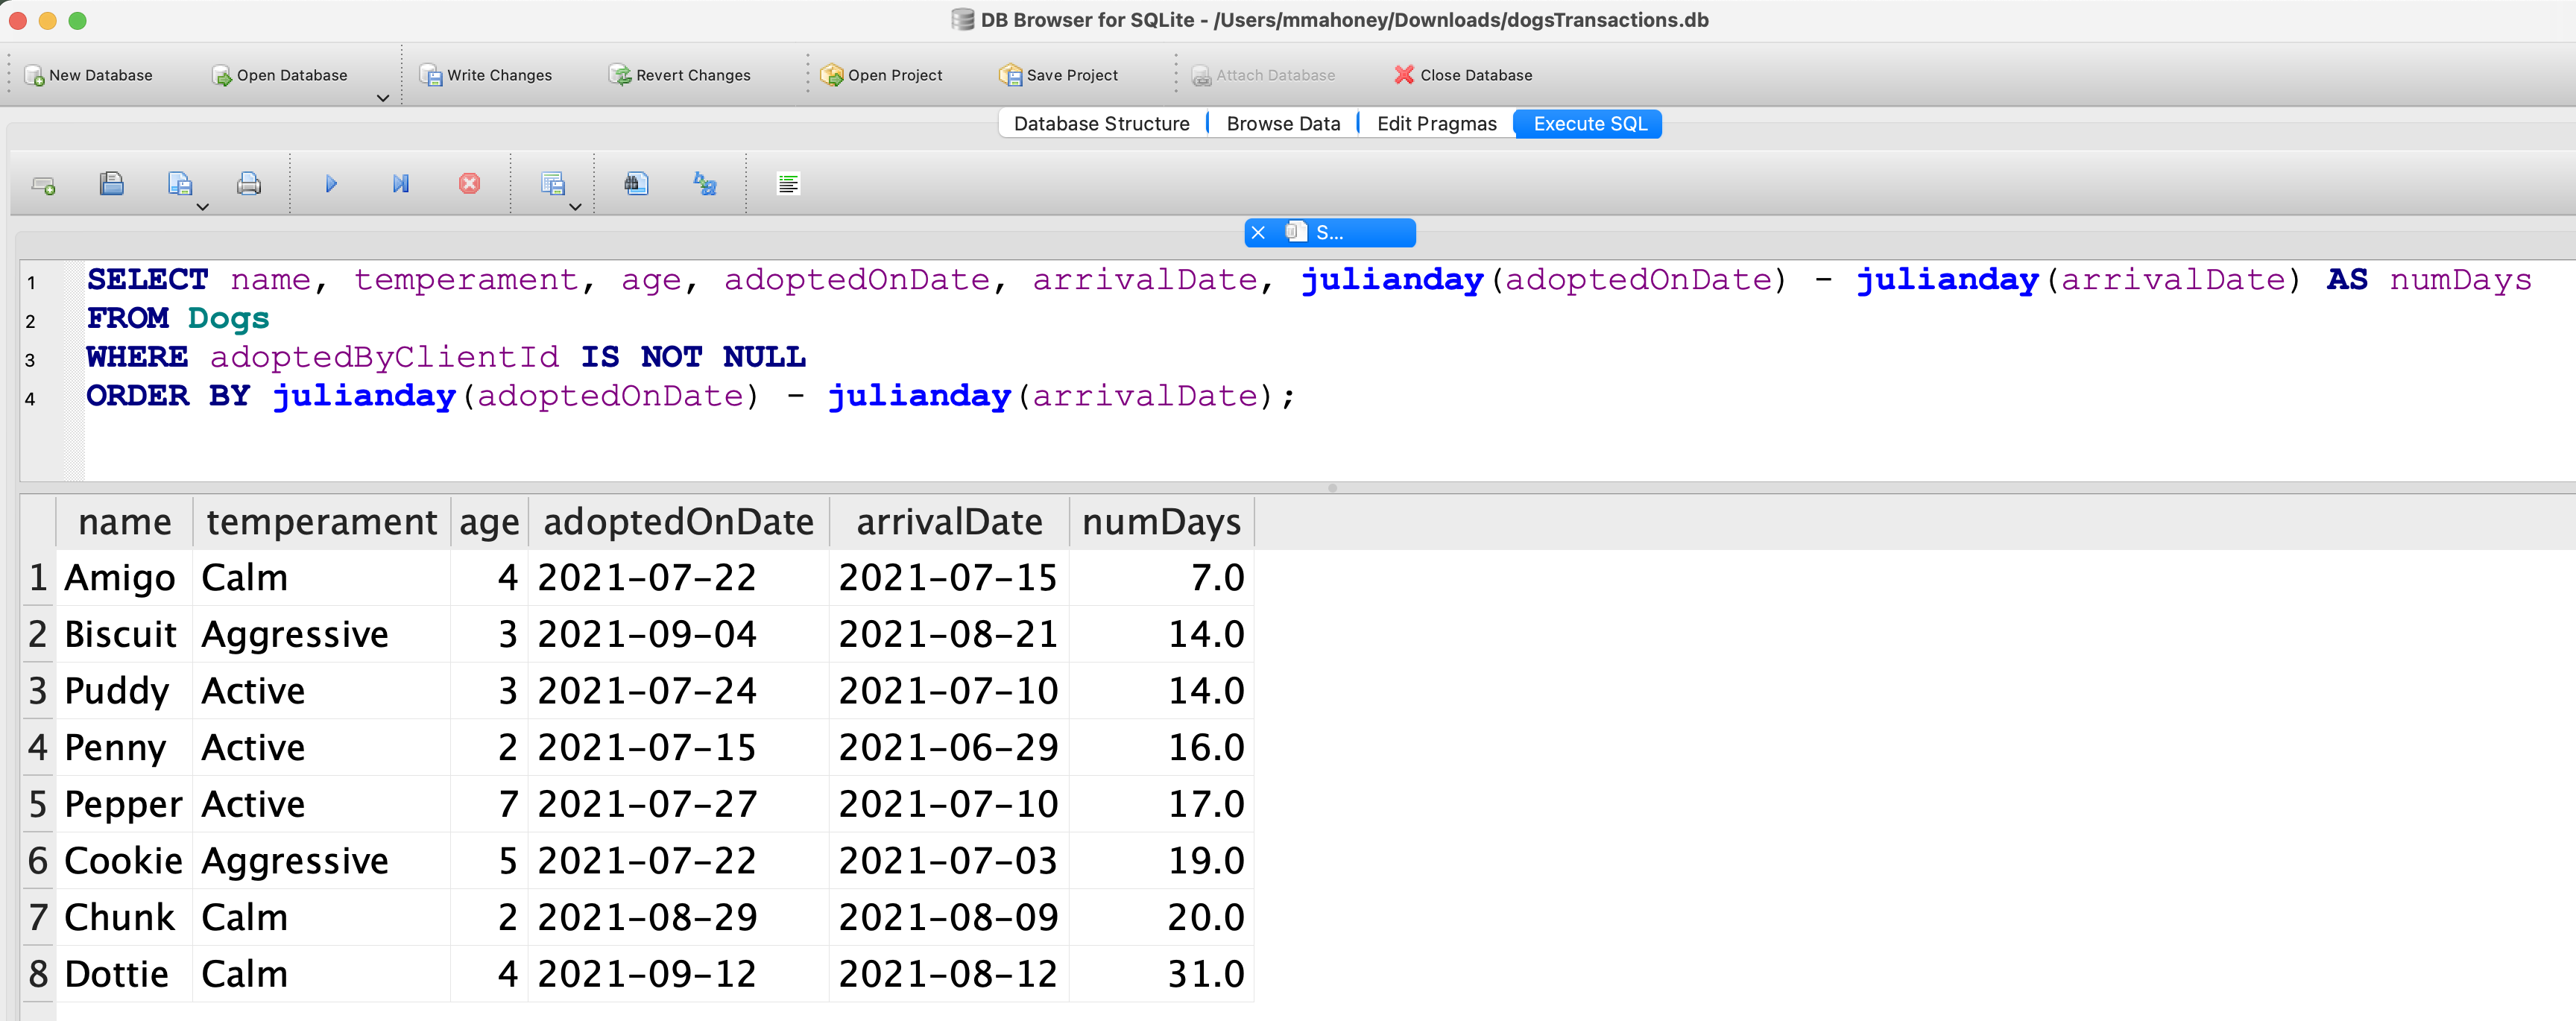 DB Browser for SQLite - /Users/mmahoney/Downloads/dogsTransactions.db
New Database Open Database Write Changes Revert Changes Open Project Save Project Attach Database Close Database
Database Structure Browse Data Edit Pragmas Execute SQL
S...
1 SELECT name, temperament, age, adoptedOnDate, arrivalDate, julianday(adoptedOnDate) - julianday(arrivalDate) AS numDays
2 FROM Dogs
3 WHERE adoptedByClientId IS NOT NULL
4 ORDER BY julianday(adoptedOnDate) - julianday(arrivalDate);
name temperament age adoptedOnDate arrivalDate numDays
1 Amigo Calm 4 2021-07-22 2021-07-15 7.0
2 Biscuit Aggressive 3 2021-09-04 2021-08-21 14.0
3 Puddy Active 3 2021-07-24 2021-07-10 14.0
4 Penny Active 2 2021-07-15 2021-06-29 16.0
5 Pepper Active 7 2021-07-27 2021-07-10 17.0
6 Cookie Aggressive 5 2021-07-22 2021-07-03 19.0
7 Chunk Calm 2 2021-08-29 2021-08-09 20.0
8 Dottie Calm 4 2021-09-12 2021-08-12 31.0